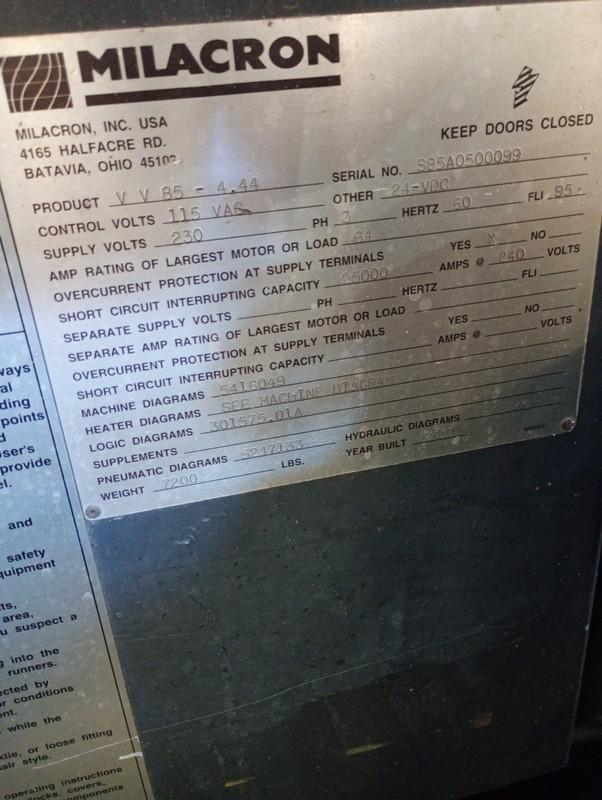 MILACRON
MILACRON, INC. USA
4165 HALFACRE RD.
BATAVIA, OHIO 45103
KEEP DOORS CLOSED
PRODUCT V V 85 - 4.44 SERIAL NO. S85A0500099
CONTROL VOLTS 115 VAC OTHER 24-VDC
SUPPLY VOLTS 230 PH 3 HERTZ 60 FLI 95
AMP RATING OF LARGEST MOTOR OR LOAD 64
OVERCURRENT PROTECTION AT SUPPLY TERMINALS YES X NO
SHORT CIRCUIT INTERRUPTING CAPACITY AMPS @ 240 VOLTS
SEPARATE SUPPLY VOLTS PH HERTZ FLI
SEPARATE AMP RATING OF LARGEST MOTOR OR LOAD
OVERCURRENT PROTECTION AT SUPPLY TERMINALS YES NO
SHORT CIRCUIT INTERRUPTING CAPACITY AMPS @ VOLTS
MACHINE DIAGRAMS 5416049
HEATER DIAGRAMS SEE MACHINE DIAGRAM
LOGIC DIAGRAMS 301575.01A
SUPPLEMENTS
PNEUMATIC DIAGRAMS 5247133 HYDRAULIC DIAGRAMS
WEIGHT 7200 LBS. YEAR BUILT
ways
al
ding
points
d
ser's
provide
el.
and
safety
quipment
ts,
area,
u suspect a
g into the
runners.
ected by
or conditions
ent.
while the
xtie, or loose fitting
air style.
operating instructions
locks, covers,
components